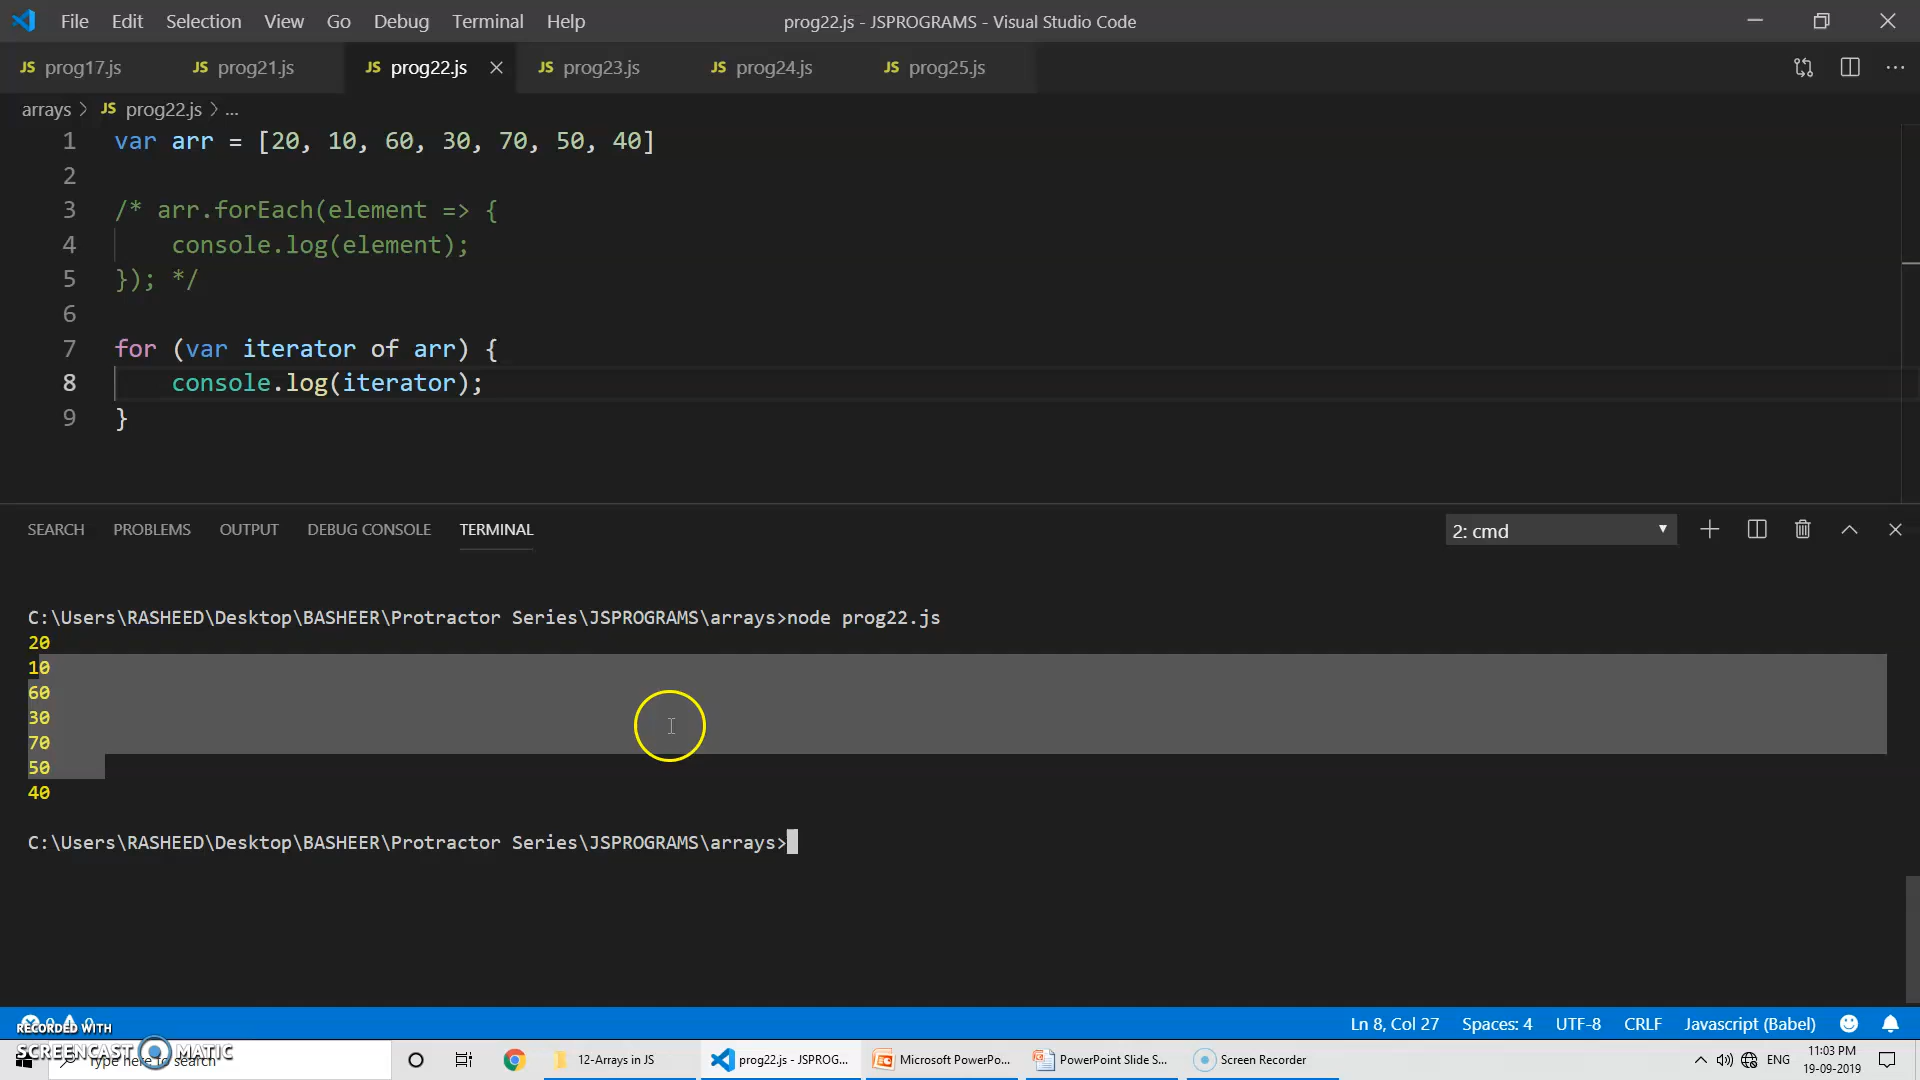 File Edit Selection View Go Debug Terminal Help prog22.js - JSPROGRAMS - Visual Studio Code
JS prog17.js JS prog21.js JS prog22.js JS prog23.js JS prog24.js JS prog25.js
arrays > JS prog22.js > ...
1 var arr = [20, 10, 60, 30, 70, 50, 40]
2
3 /* arr.forEach(element => {
4 console.log(element);
5 }); */
6
7 for (var iterator of arr) {
8 console.log(iterator);
9 }
SEARCH PROBLEMS OUTPUT DEBUG CONSOLE TERMINAL 2: cmd
C:\Users\RASHEED\Desktop\BASHEER\Protractor Series\JSPROGRAMS\arrays>node prog22.js
20
10
60
30
70
50
40
C:\Users\RASHEED\Desktop\BASHEER\Protractor Series\JSPROGRAMS\arrays>
Ln 8, Col 27 Spaces: 4 UTF-8 CRLF Javascript (Babel)
RECORDED WITH
SCREENCAST MATIC
Type here to search 12-Arrays in JS prog22.js - JSPROG... Microsoft PowerPo... PowerPoint Slide S... Screen Recorder ENG 11:03 PM
19-09-2019